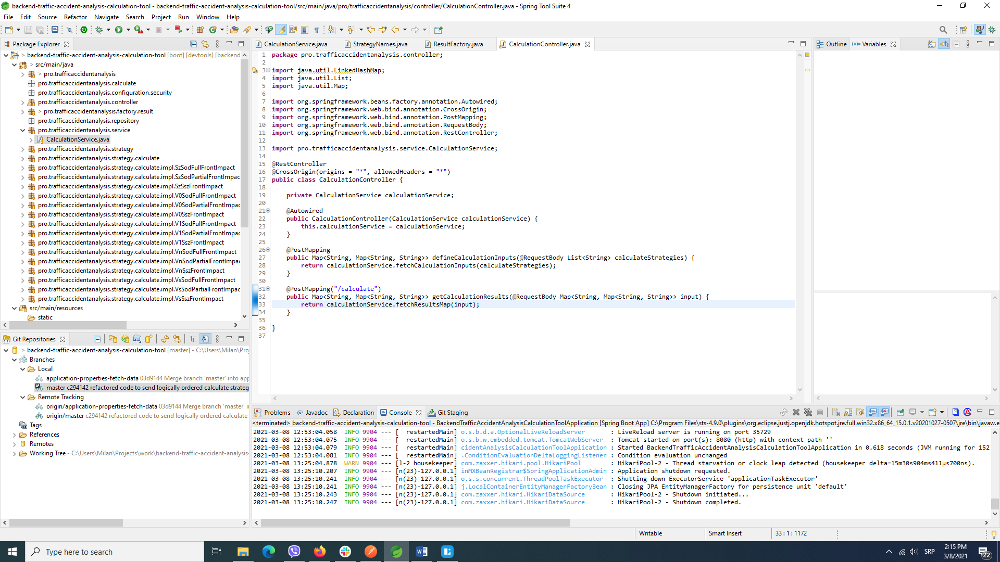 backend-traffic-accident-analysis-calculation-tool - backend-traffic-accident-analysis-calculation-tool/src/main/java/pro/trafficaccidentanalysis/controller/CalculationController.java - Spring Tool Suite 4
File Edit Source Refactor Navigate Search Project Run Window Help
Package Explorer
> backend-traffic-accident-analysis-calculation-tool [boot] [devtools] [backend
> src/main/java
> pro.trafficaccidentanalysis
pro.trafficaccidentanalysis.calculate
pro.trafficaccidentanalysis.configuration.security
pro.trafficaccidentanalysis.controller
> pro.trafficaccidentanalysis.factory.result
pro.trafficaccidentanalysis.repository
pro.trafficaccidentanalysis.service
CalculationService.java
pro.trafficaccidentanalysis.strategy
pro.trafficaccidentanalysis.strategy.calculate
pro.trafficaccidentanalysis.strategy.calculate.impl.SzSodFullFrontImpact
pro.trafficaccidentanalysis.strategy.calculate.impl.SzSodPartialFrontImpac
pro.trafficaccidentanalysis.strategy.calculate.impl.SzSszFrontImpact
pro.trafficaccidentanalysis.strategy.calculate.impl.V0SodFullFrontImpact
pro.trafficaccidentanalysis.strategy.calculate.impl.V0SodPartialFrontImpac
pro.trafficaccidentanalysis.strategy.calculate.impl.V0SszFrontImpact
pro.trafficaccidentanalysis.strategy.calculate.impl.V1SodFullFrontImpact
pro.trafficaccidentanalysis.strategy.calculate.impl.V1SodPartialFrontImpac
pro.trafficaccidentanalysis.strategy.calculate.impl.V1SszFrontImpact
pro.trafficaccidentanalysis.strategy.calculate.impl.VnSodFullFrontImpact
pro.trafficaccidentanalysis.strategy.calculate.impl.VnSodPartialFrontImpac
pro.trafficaccidentanalysis.strategy.calculate.impl.VnSszFrontImpact
pro.trafficaccidentanalysis.strategy.calculate.impl.VsSodFullFrontImpact
pro.trafficaccidentanalysis.strategy.calculate.impl.VsSodPartialFrontImpac
pro.trafficaccidentanalysis.strategy.calculate.impl.VsSszFrontImpact
src/main/resources
static
Git Repositories
> backend-traffic-accident-analysis-calculation-tool [master] - C:\Users\Milan\Proj
Branches
Local
application-properties-fetch-data 03d9144 Merge branch 'master' into app
master c294142 refactored code to send logically ordered calculate strateg
Remote Tracking
origin/application-properties-fetch-data 03d9144 Merge branch 'master' i
origin/master c294142 refactored code to send logically ordered calculate
Tags
References
Remotes
Working Tree - C:\Users\Milan\Projects\work\backend-traffic-accident-analysis-
CalculationService.java StrategyNames.java ResultFactory.java CalculationController.java
1 package pro.trafficaccidentanalysis.controller;
2
3 import java.util.LinkedHashMap;
4 import java.util.List;
5 import java.util.Map;
6
7 import org.springframework.beans.factory.annotation.Autowired;
8 import org.springframework.web.bind.annotation.CrossOrigin;
9 import org.springframework.web.bind.annotation.PostMapping;
10 import org.springframework.web.bind.annotation.RequestBody;
11 import org.springframework.web.bind.annotation.RestController;
12
13 import pro.trafficaccidentanalysis.service.CalculationService;
14
15 @RestController
16 @CrossOrigin(origins = "*", allowedHeaders = "*")
17 public class CalculationController {
18
19 private CalculationService calculationService;
20
21 @Autowired
22 public CalculationController(CalculationService calculationService) {
23 this.calculationService = calculationService;
24 }
25
26 @PostMapping
27 public Map<String, Map<String, String>> defineCalculationInputs(@RequestBody List<String> calculateStrategies) {
28 return calculationService.fetchCalculationInputs(calculateStrategies);
29 }
30
31 @PostMapping("/calculate")
32 public Map<String, Map<String, String>> getCalculationResults(@RequestBody Map<String, Map<String, String>> input) {
33 return calculationService.fetchResultsMap(input);
34 }
35
36 }
37
Outline (x)= Variables
Problems @ Javadoc Declaration Console Git Staging
<terminated> backend-traffic-accident-analysis-calculation-tool - BackendTrafficAccidentAnalysisCalculationToolApplication [Spring Boot App] C:\Program Files\sts-4.9.0\plugins\org.eclipse.justj.openjdk.hotspot.jre.full.win32.x86_64_15.0.1.v20201027-0507\jre\bin\javaw.e
2021-03-08 12:53:04.058 INFO 9904 --- [ restartedMain] o.s.b.d.a.OptionalLiveReloadServer : LiveReload server is running on port 35729
2021-03-08 12:53:04.075 INFO 9904 --- [ restartedMain] o.s.b.w.embedded.tomcat.TomcatWebServer : Tomcat started on port(s): 8080 (http) with context path ''
2021-03-08 12:53:04.079 INFO 9904 --- [ restartedMain] cidentAnalysisCalculationToolApplication : Started BackendTrafficAccidentAnalysisCalculationToolApplication in 0.618 seconds (JVM running for 152
2021-03-08 12:53:04.081 INFO 9904 --- [ restartedMain] .ConditionEvaluationDeltaLoggingListener : Condition evaluation unchanged
2021-03-08 13:25:04.878 WARN 9904 --- [l-2 housekeeper] com.zaxxer.hikari.pool.HikariPool : HikariPool-2 - Thread starvation or clock leap detected (housekeeper delta=15m30s904ms411µs700ns).
2021-03-08 13:25:10.207 INFO 9904 --- [n(23)-127.0.0.1] inMXBeanRegistrar$SpringApplicationAdmin : Application shutdown requested.
2021-03-08 13:25:10.241 INFO 9904 --- [n(23)-127.0.0.1] o.s.s.concurrent.ThreadPoolTaskExecutor : Shutting down ExecutorService 'applicationTaskExecutor'
2021-03-08 13:25:10.241 INFO 9904 --- [n(23)-127.0.0.1] j.LocalContainerEntityManagerFactoryBean : Closing JPA EntityManagerFactory for persistence unit 'default'
2021-03-08 13:25:10.243 INFO 9904 --- [n(23)-127.0.0.1] com.zaxxer.hikari.HikariDataSource : HikariPool-2 - Shutdown initiated...
2021-03-08 13:25:10.247 INFO 9904 --- [n(23)-127.0.0.1] com.zaxxer.hikari.HikariDataSource : HikariPool-2 - Shutdown completed.
Writable Smart Insert 33 : 1 : 1172
Type here to search
SRP
2:15 PM
3/8/2021
22